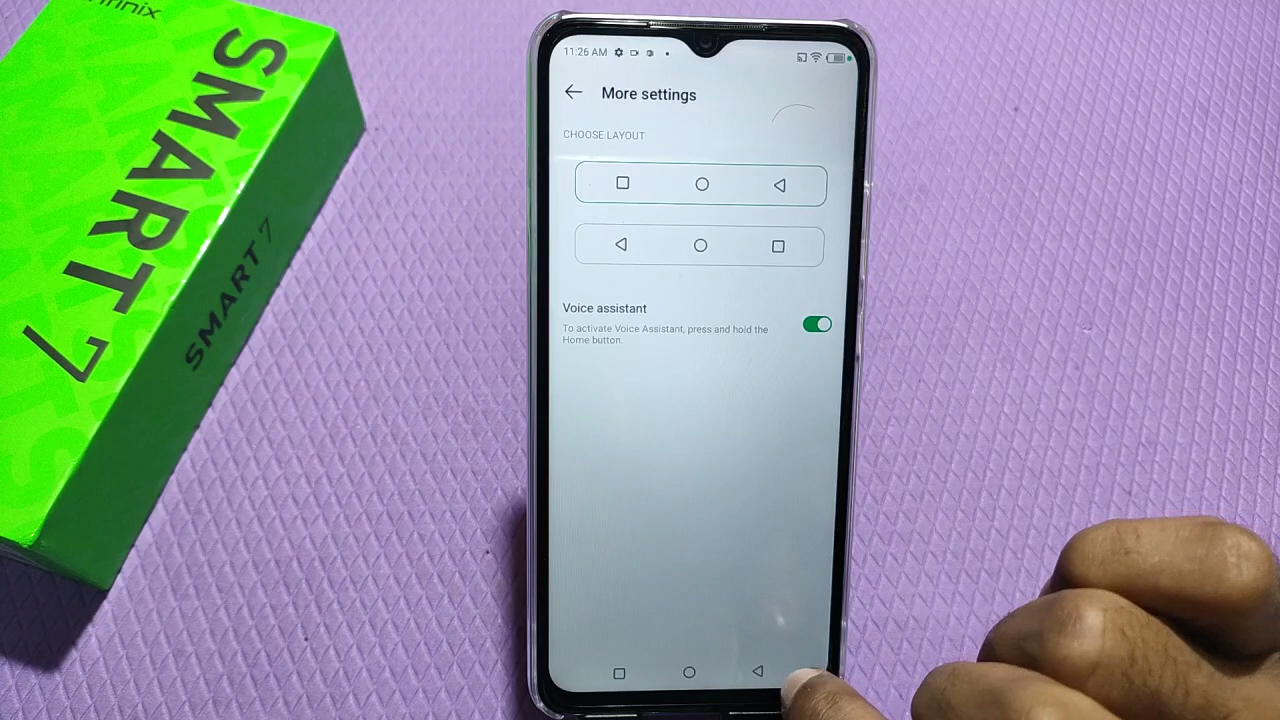 Infinix
SMART 7
SMART 7
11:26 AM
More settings
CHOOSE LAYOUT
Voice assistant
To activate Voice Assistant, press and hold the
Home button.